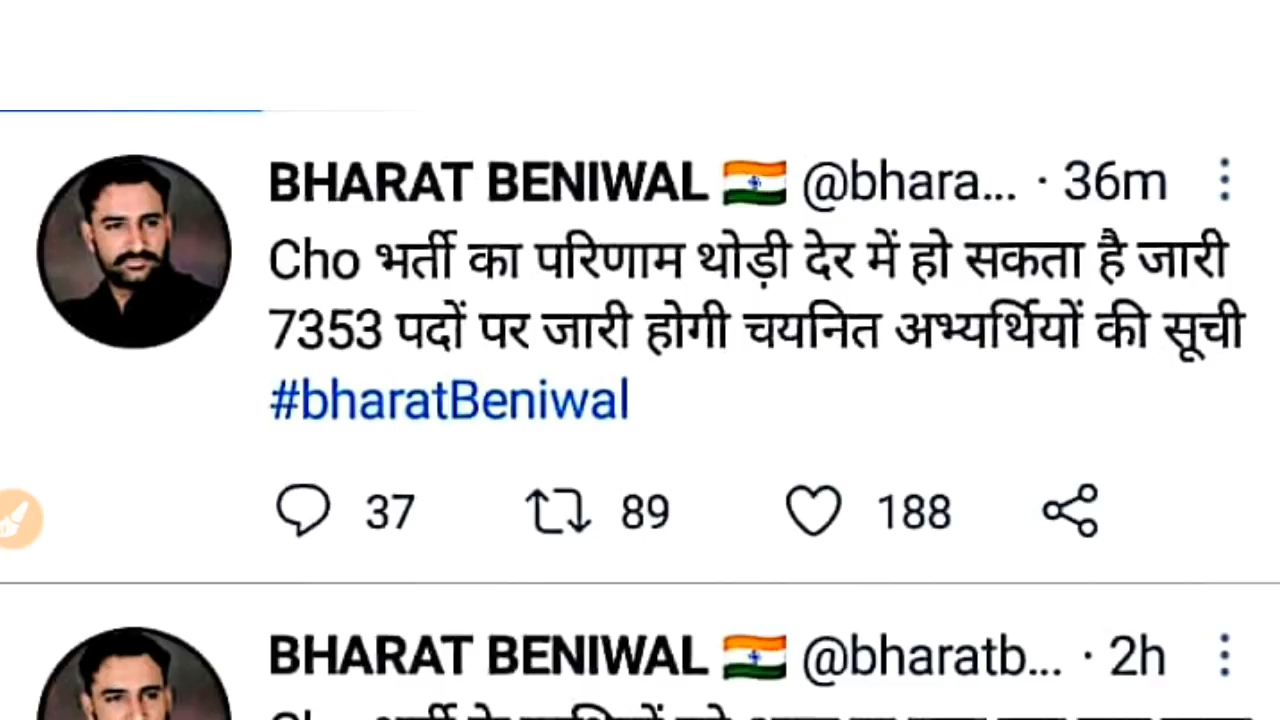 BHARAT BENIWAL 🇮🇳 @bhara... · 36m
Cho भर्ती का परिणाम थोड़ी देर में हो सकता है जारी
7353 पदों पर जारी होगी चयनित अभ्यर्थियों की सूची
#bharatBeniwal
37 89 188
BHARAT BENIWAL 🇮🇳 @bharatb... · 2h